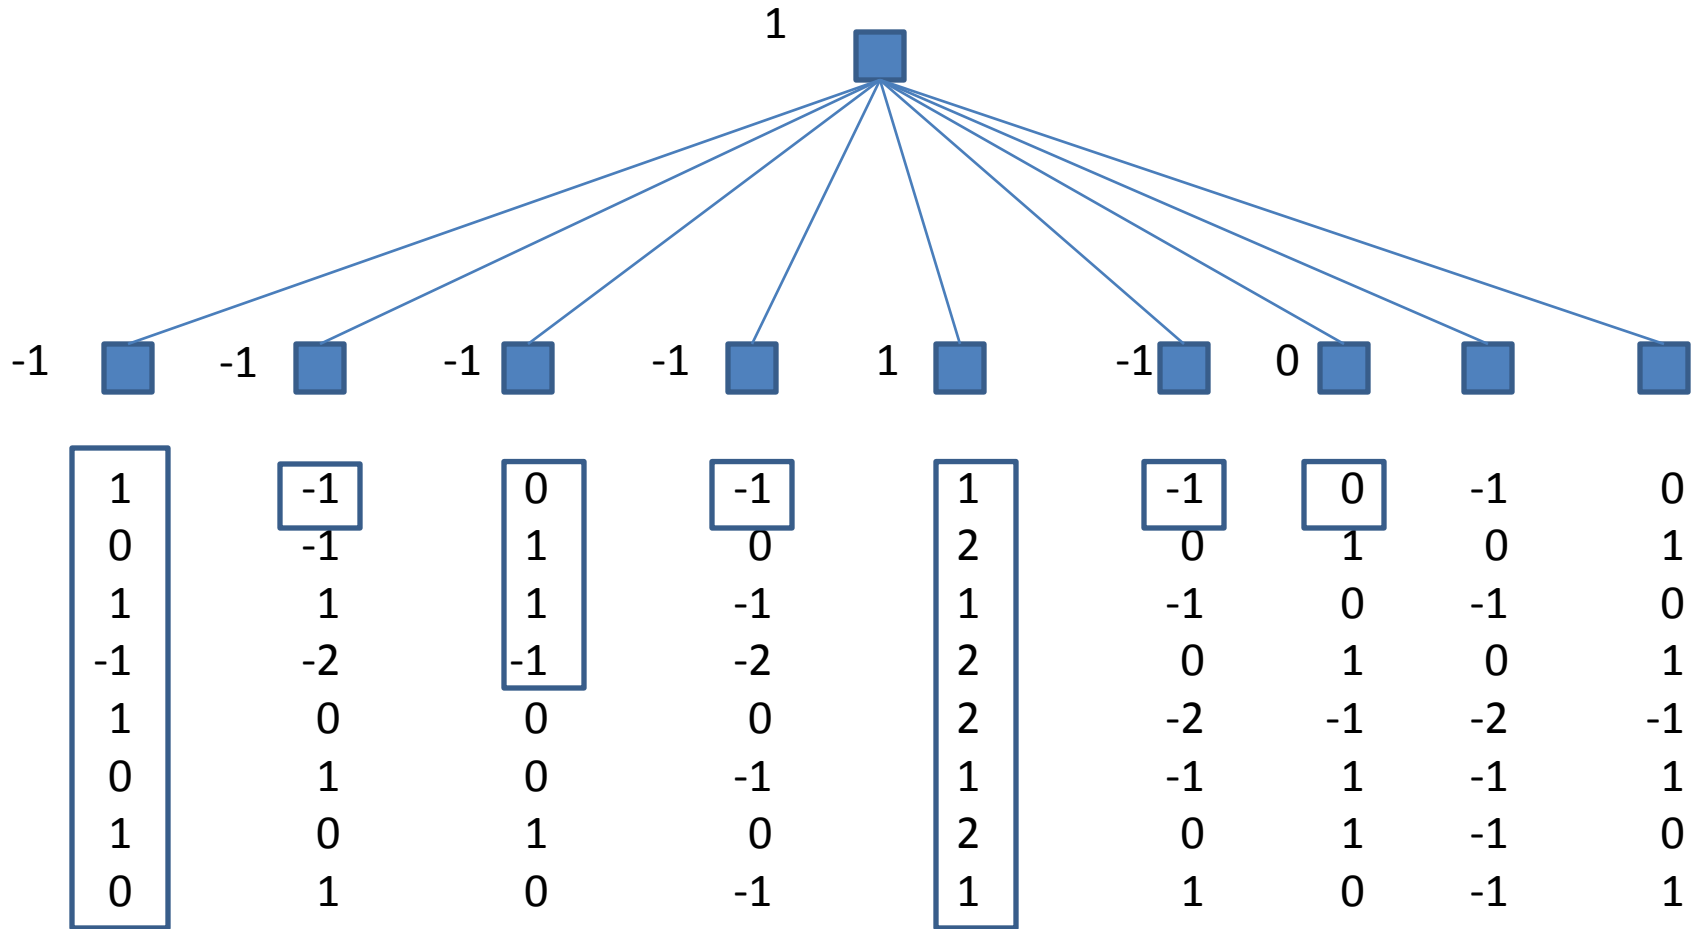 1
-1 -1 -1 -1 1 -1 0
1 -1 0 -1 1 -1 0 -1 0
0 -1 1 0 2 0 1 0 1
1 1 1 -1 1 -1 0 -1 0
-1 -2 -1 -2 2 0 1 0 1
1 0 0 0 2 -2 -1 -2 -1
0 1 0 -1 1 -1 1 -1 1
1 0 1 0 2 0 1 -1 0
0 1 0 -1 1 1 0 -1 1